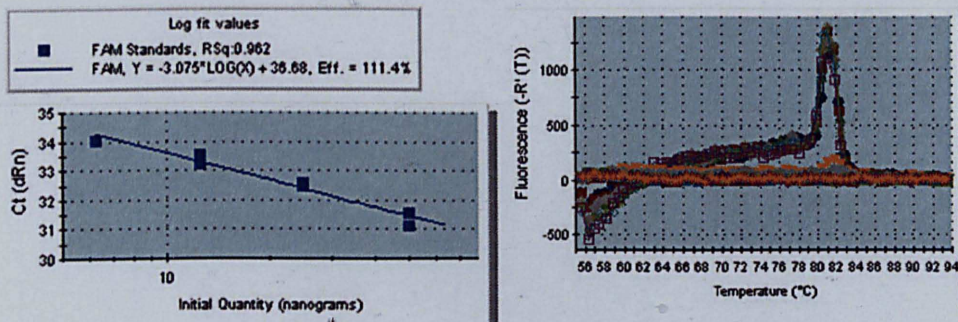 Log fit values
FAM Standards, RSq:0.962
FAM, Y = -3.075*LOG(X) + 36.68, Eff. = 111.4%
35
34
33
32
31
30
Ct (dRn)
10
Initial Quantity (nanograms)
1000
500
0
-500
Fluorescence (-R' (T))
56 58 60 62 64 66 68 70 72 74 76 78 80 82 84 86 88 90 92 94
Temperature (°C)